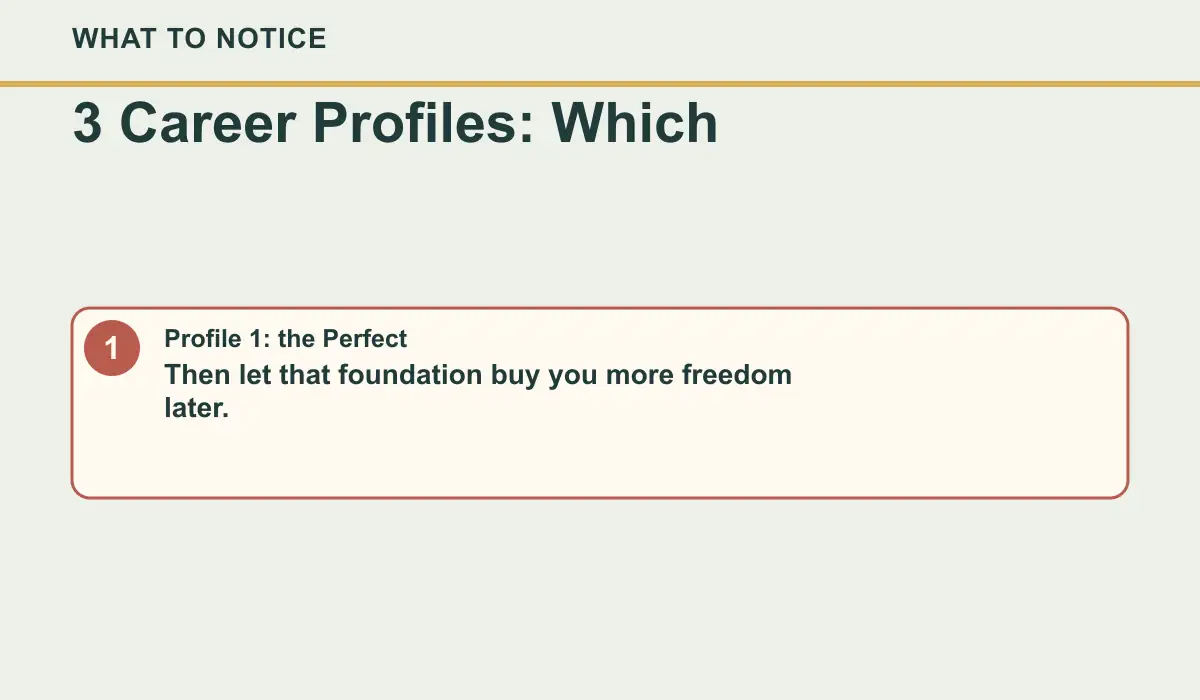 WHAT TO NOTICE
3 Career Profiles: Which
1
Profile 1: the Perfect
Then let that foundation buy you more freedom
later.